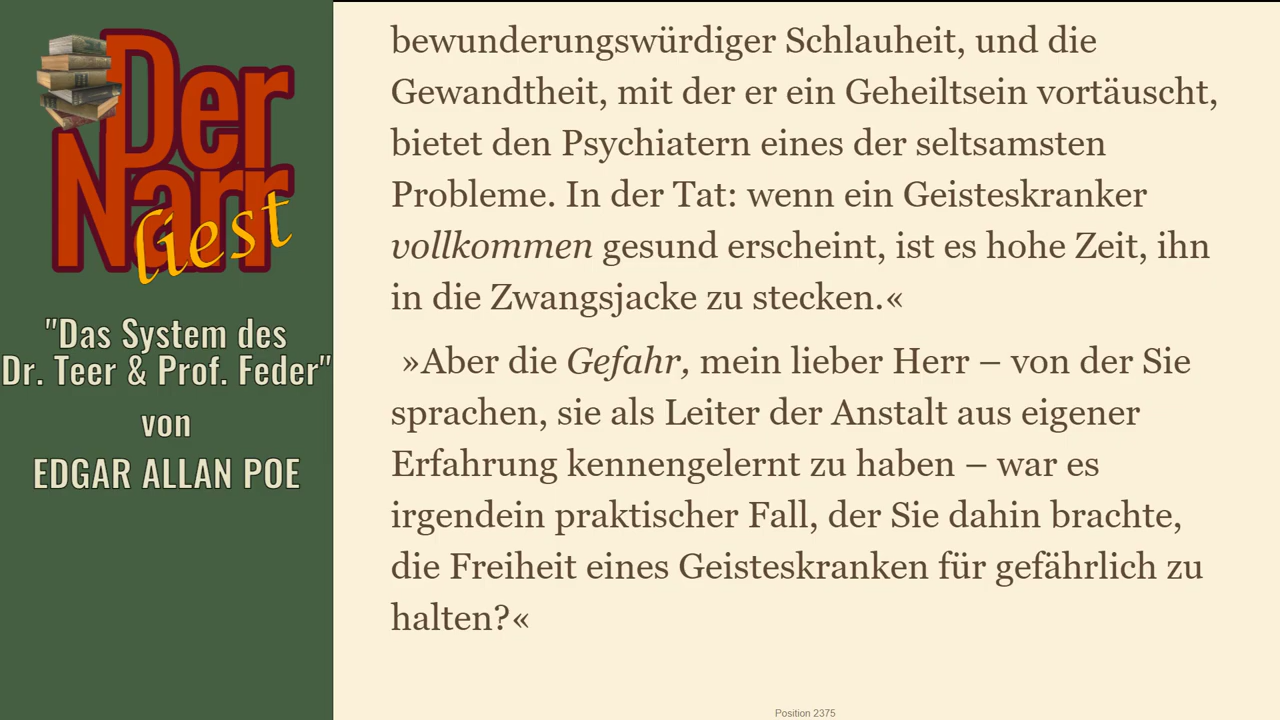 Der
Narr
liest
"Das System des
Dr. Teer & Prof. Feder"
von
EDGAR ALLAN POE
bewunderungswürdiger Schlauheit, und die
Gewandtheit, mit der er ein Geheiltsein vortäuscht,
bietet den Psychiatern eines der seltsamsten
Probleme. In der Tat: wenn ein Geisteskranker
vollkommen gesund erscheint, ist es hohe Zeit, ihn
in die Zwangsjacke zu stecken.«
»Aber die Gefahr, mein lieber Herr – von der Sie
sprachen, sie als Leiter der Anstalt aus eigener
Erfahrung kennengelernt zu haben – war es
irgendein praktischer Fall, der Sie dahin brachte,
die Freiheit eines Geisteskranken für gefährlich zu
halten?«
Position 2375